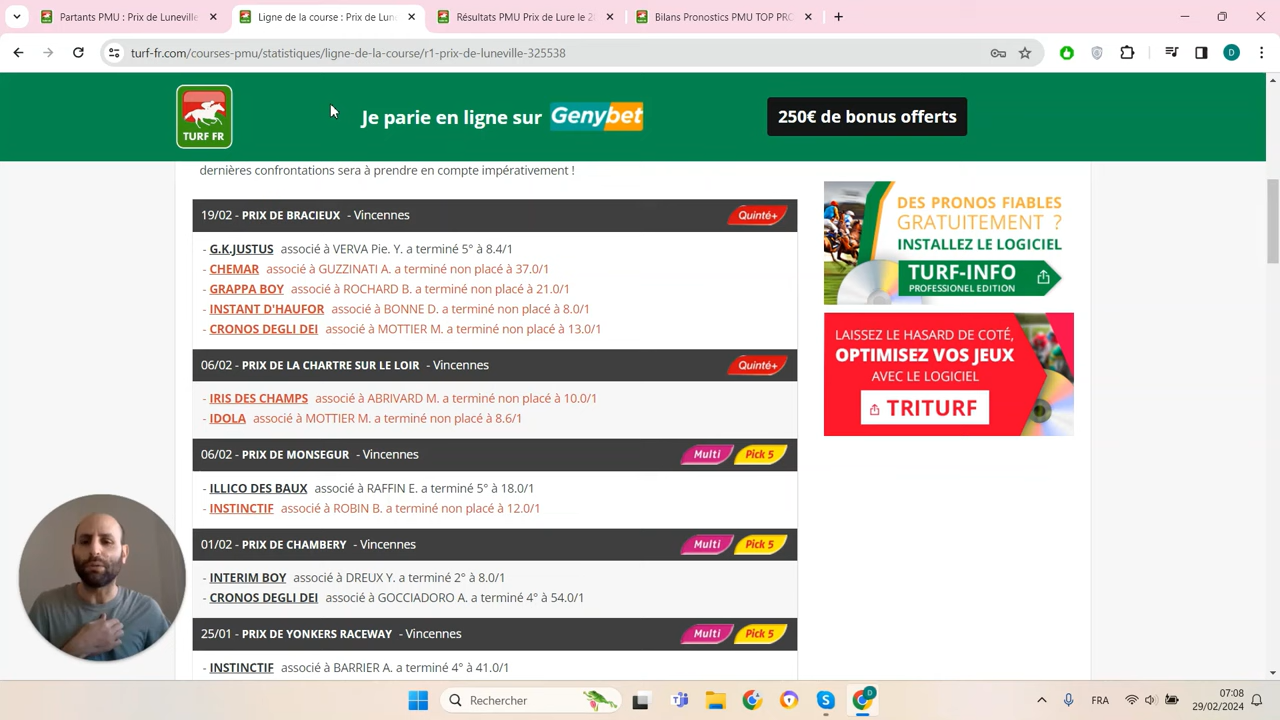 Partants PMU : Prix de Luneville
Ligne de la course : Prix de Lun
Résultats PMU Prix de Lure le 2
Bilans Pronostics PMU TOP PRO
turf-fr.com/courses-pmu/statistiques/ligne-de-la-course/r1-prix-de-luneville-325538
D
TURF FR
Je parie en ligne sur Genybet
250€ de bonus offerts
dernières confrontations sera à prendre en compte impérativement !
19/02 - PRIX DE BRACIEUX - Vincennes
Quinté+
- G.K.JUSTUS associé à VERVA Pie. Y. a terminé 5° à 8.4/1
- CHEMAR associé à GUZZINATI A. a terminé non placé à 37.0/1
- GRAPPA BOY associé à ROCHARD B. a terminé non placé à 21.0/1
- INSTANT D'HAUFOR associé à BONNE D. a terminé non placé à 8.0/1
- CRONOS DEGLI DEI associé à MOTTIER M. a terminé non placé à 13.0/1
06/02 - PRIX DE LA CHARTRE SUR LE LOIR - Vincennes
Quinté+
- IRIS DES CHAMPS associé à ABRIVARD M. a terminé non placé à 10.0/1
- IDOLA associé à MOTTIER M. a terminé non placé à 8.6/1
06/02 - PRIX DE MONSEGUR - Vincennes
Multi Pick 5
- ILLICO DES BAUX associé à RAFFIN E. a terminé 5° à 18.0/1
- INSTINCTIF associé à ROBIN B. a terminé non placé à 12.0/1
01/02 - PRIX DE CHAMBERY - Vincennes
Multi Pick 5
- INTERIM BOY associé à DREUX Y. a terminé 2° à 8.0/1
- CRONOS DEGLI DEI associé à GOCCIADORO A. a terminé 4° à 54.0/1
25/01 - PRIX DE YONKERS RACEWAY - Vincennes
Multi Pick 5
- INSTINCTIF associé à BARRIER A. a terminé 4° à 41.0/1
DES PRONOS FIABLES
GRATUITEMENT ?
INSTALLEZ LE LOGICIEL
TURF-INFO
PROFESSIONEL EDITION
LAISSEZ LE HASARD DE COTÉ,
OPTIMISEZ VOS JEUX
AVEC LE LOGICIEL
TRITURF
Rechercher
D
FRA
07:08
29/02/2024